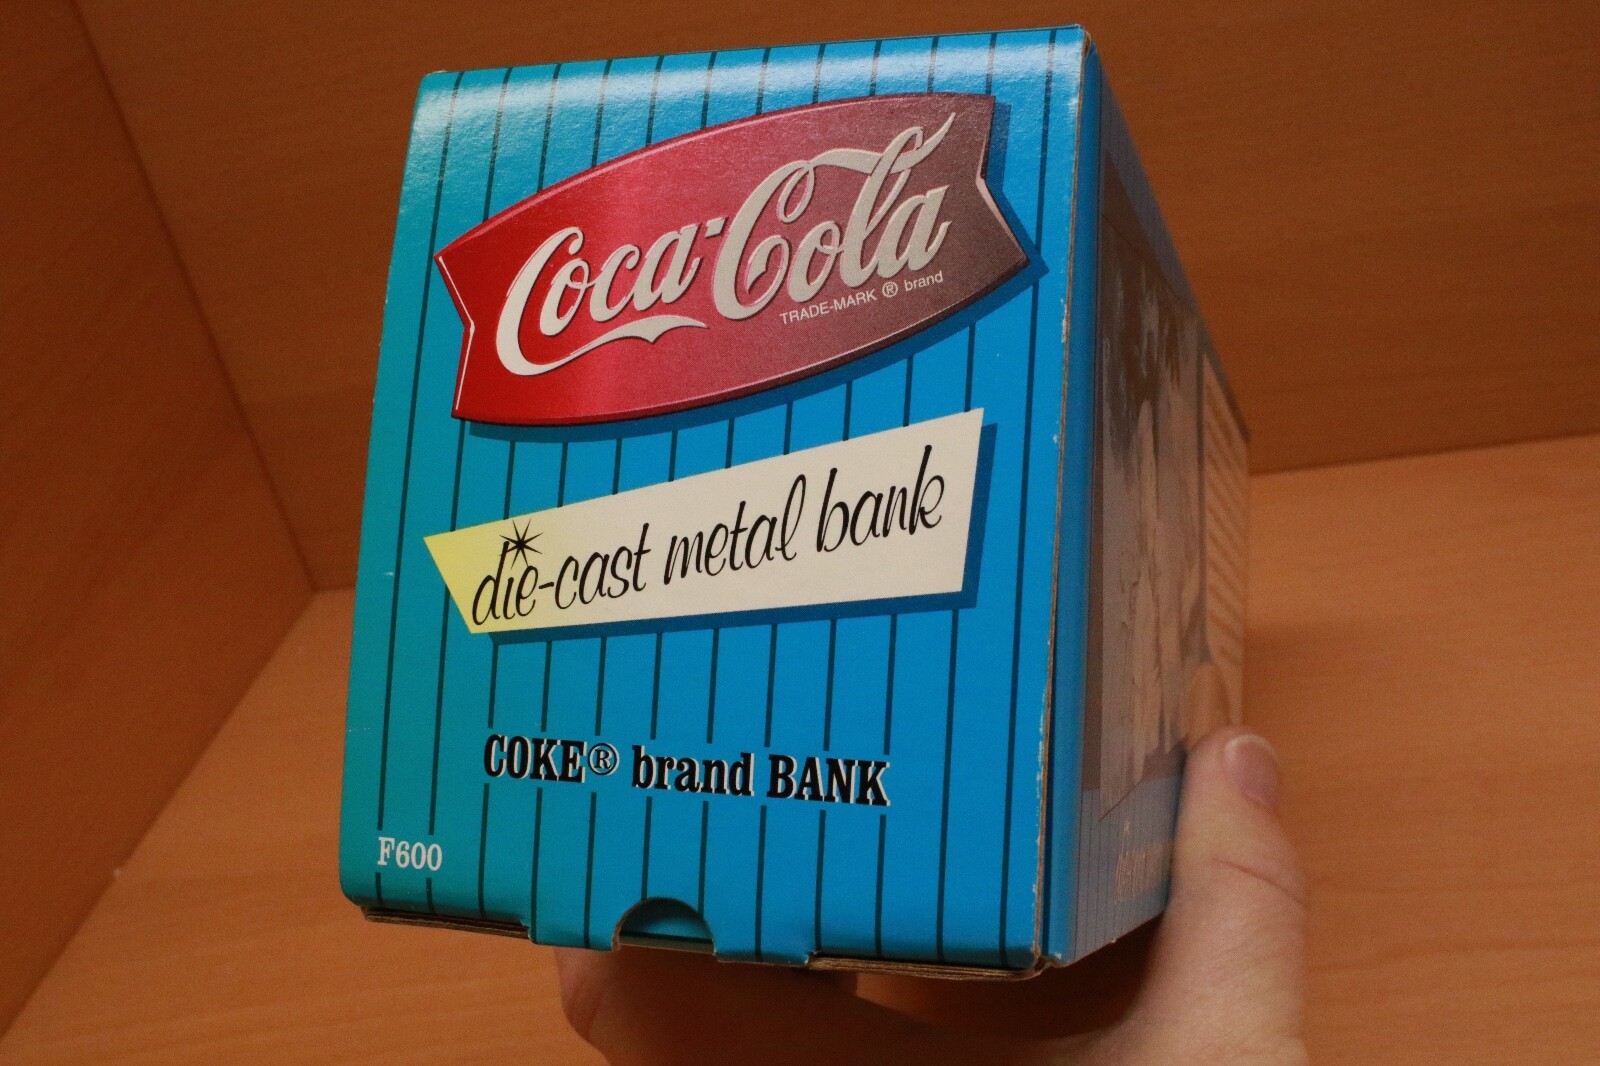 Coca-Cola
TRADE-MARK ® brand
die-cast metal bank
COKE® brand BANK
F600